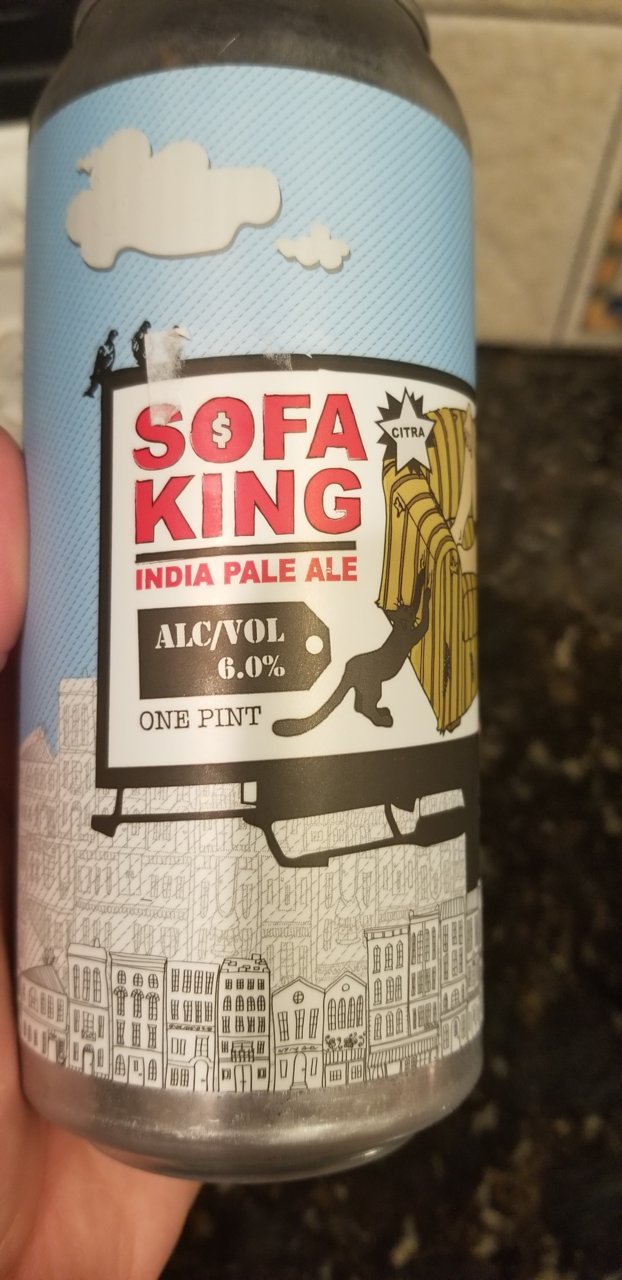 SOFA
$
KING
CITRA
INDIA PALE ALE
ALC/VOL
6.0%
ONE PINT